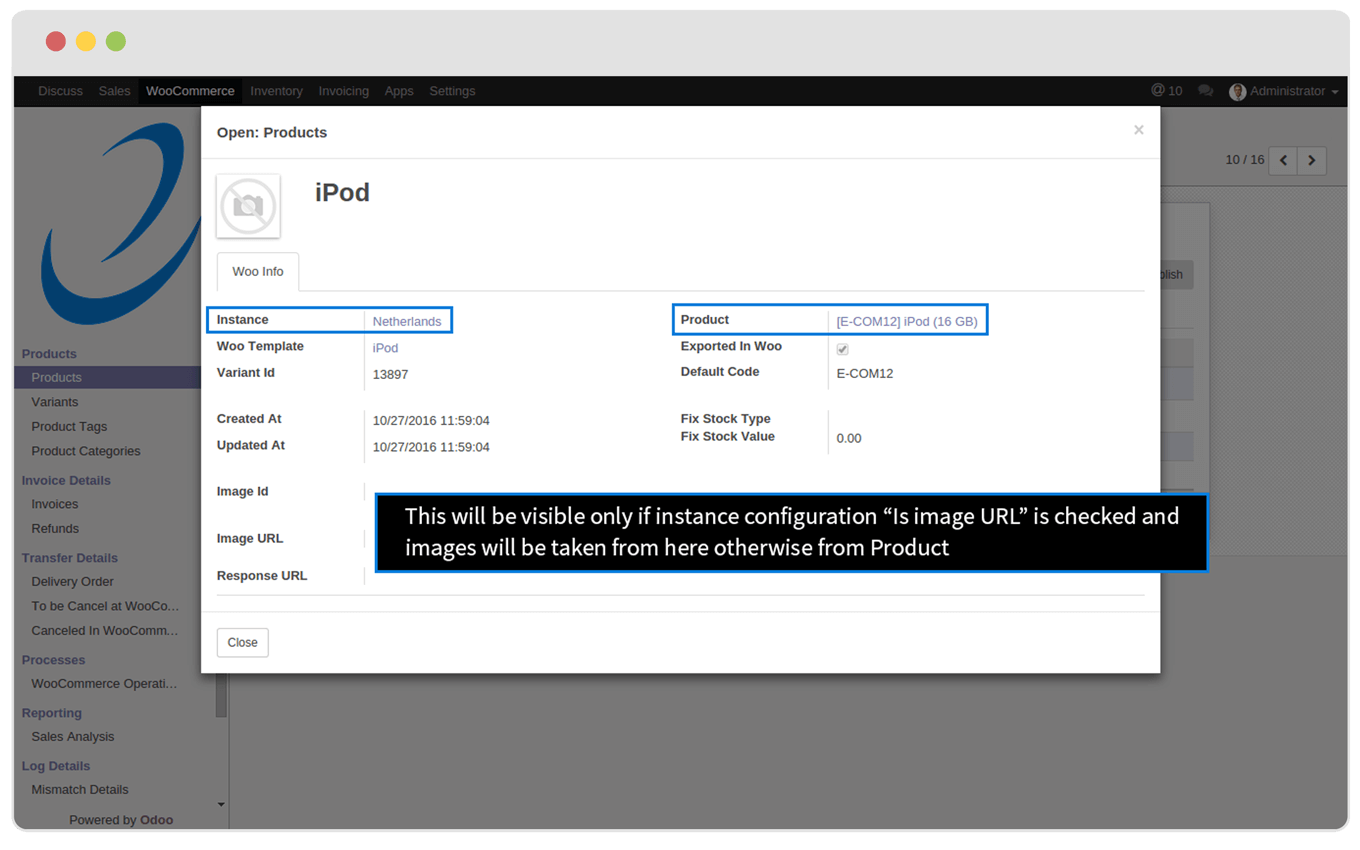 Discuss Sales WooCommerce Inventory Invoicing Apps Settings @ 10 Administrator
Open: Products ×
10 / 16
iPod
Woo Info
Instance Netherlands
Product [E-COM12] iPod (16 GB)
Woo Template iPod
Exported In Woo
Variant Id 13897
Default Code E-COM12
Created At 10/27/2016 11:59:04
Fix Stock Type
Updated At 10/27/2016 11:59:04
Fix Stock Value 0.00
Image Id
This will be visible only if instance configuration “Is image URL” is checked and
images will be taken from here otherwise from Product
Image URL
Response URL
Close
Products
Products
Variants
Product Tags
Product Categories
Invoice Details
Invoices
Refunds
Transfer Details
Delivery Order
To be Cancel at WooCo...
Canceled In WooComm...
Processes
WooCommerce Operati...
Reporting
Sales Analysis
Log Details
Mismatch Details
Powered by Odoo